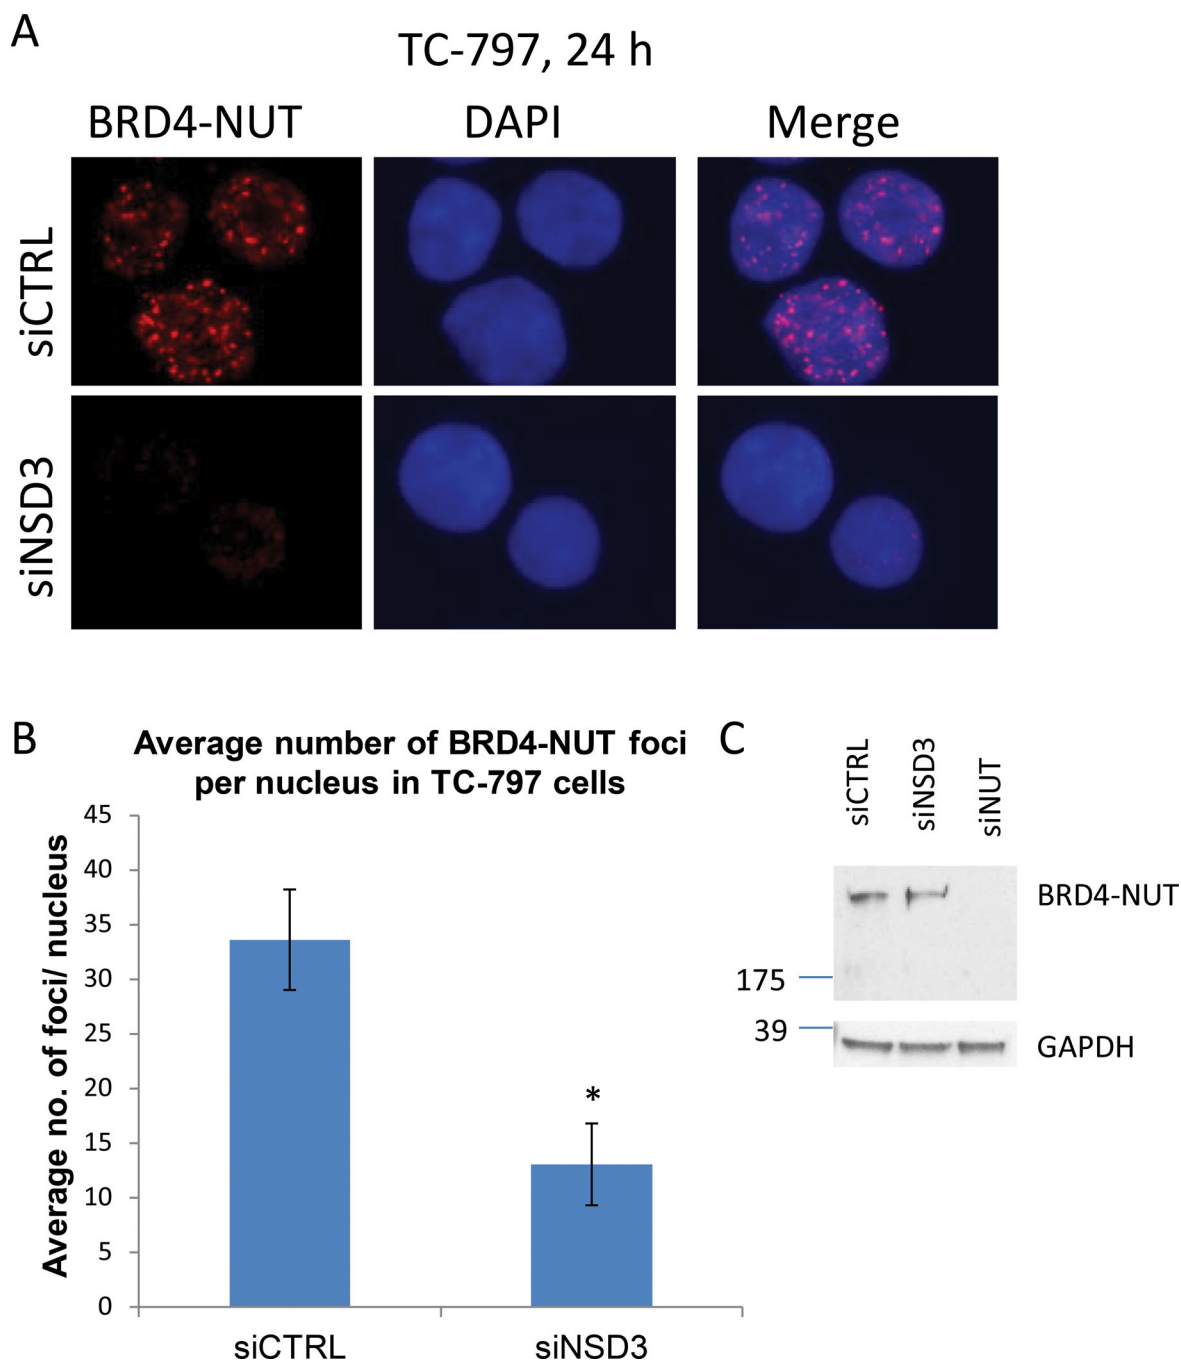 A
TC-797, 24 h
BRD4-NUT DAPI Merge
siCTRL
siNSD3
B
Average number of BRD4-NUT foci
per nucleus in TC-797 cells
Average no. of foci/ nucleus
45
40
35
30
25
20
15
10
5
0
*
siCTRL siNSD3
C
siCTRL siNSD3 siNUT
BRD4-NUT
175
39
GAPDH